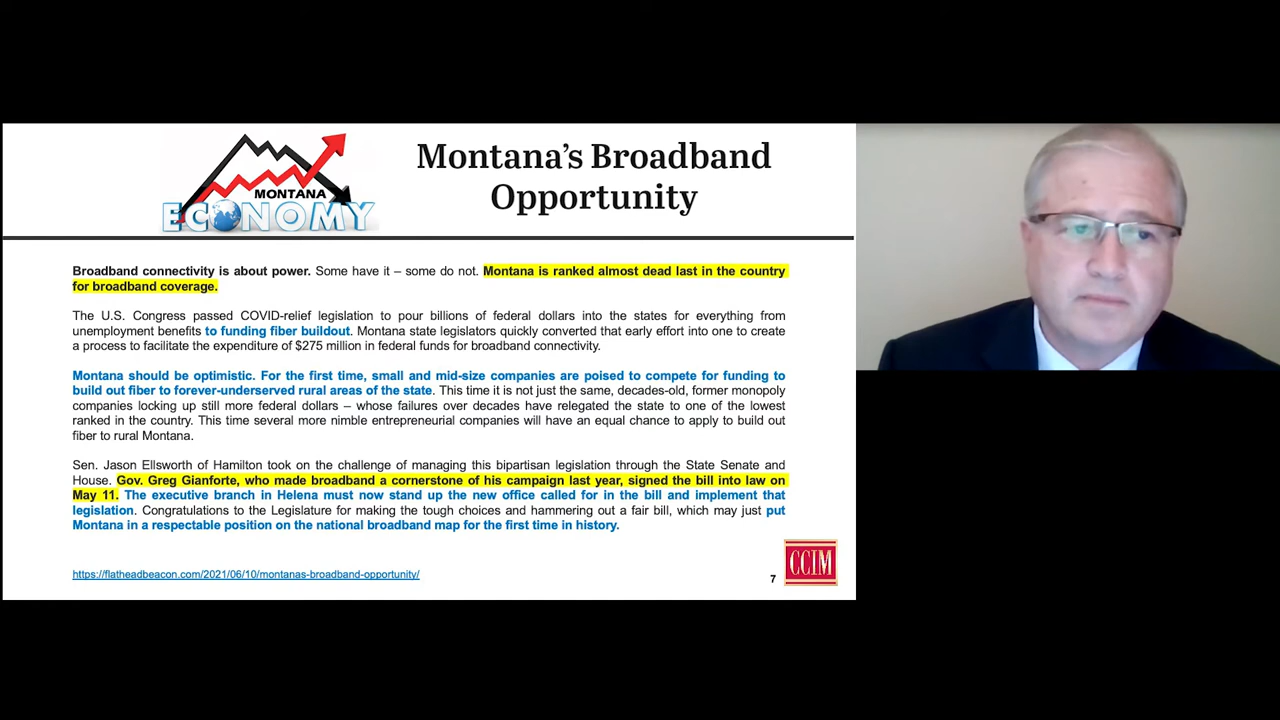 MONTANA
ECONOMY
Montana's Broadband
Opportunity
Broadband connectivity is about power. Some have it – some do not. Montana is ranked almost dead last in the country
for broadband coverage.
The U.S. Congress passed COVID-relief legislation to pour billions of federal dollars into the states for everything from
unemployment benefits to funding fiber buildout. Montana state legislators quickly converted that early effort into one to create
a process to facilitate the expenditure of $275 million in federal funds for broadband connectivity.
Montana should be optimistic. For the first time, small and mid-size companies are poised to compete for funding to
build out fiber to forever-underserved rural areas of the state. This time it is not just the same, decades-old, former monopoly
companies locking up still more federal dollars – whose failures over decades have relegated the state to one of the lowest
ranked in the country. This time several more nimble entrepreneurial companies will have an equal chance to apply to build out
fiber to rural Montana.
Sen. Jason Ellsworth of Hamilton took on the challenge of managing this bipartisan legislation through the State Senate and
House. Gov. Greg Gianforte, who made broadband a cornerstone of his campaign last year, signed the bill into law on
May 11. The executive branch in Helena must now stand up the new office called for in the bill and implement that
legislation. Congratulations to the Legislature for making the tough choices and hammering out a fair bill, which may just put
Montana in a respectable position on the national broadband map for the first time in history.
https://flatheadbeacon.com/2021/06/10/montanas-broadband-opportunity/
7
CCIM